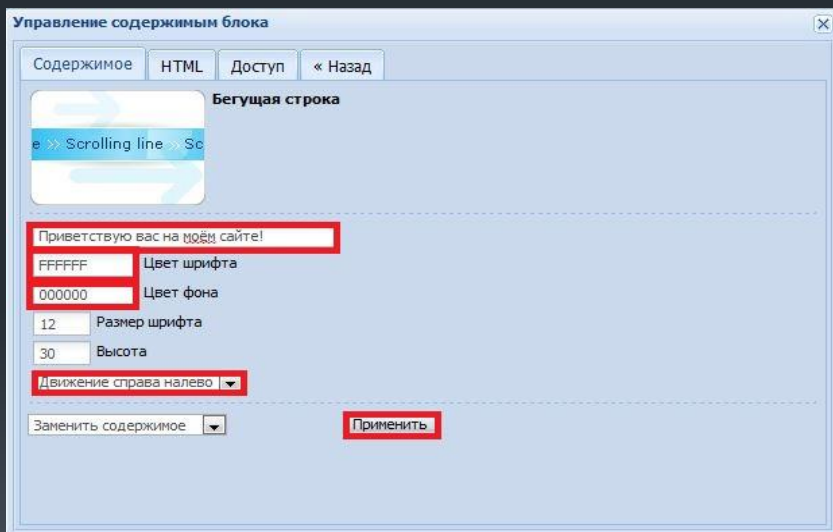 Управление содержимым блока
Содержимое HTML Доступ « Назад
Бегущая строка
e » Scrolling line » Sc
Приветствую вас на моём сайте!
FFFFFF Цвет шрифта
000000 Цвет фона
12 Размер шрифта
30 Высота
Движение справа налево
Заменить содержимое Применить